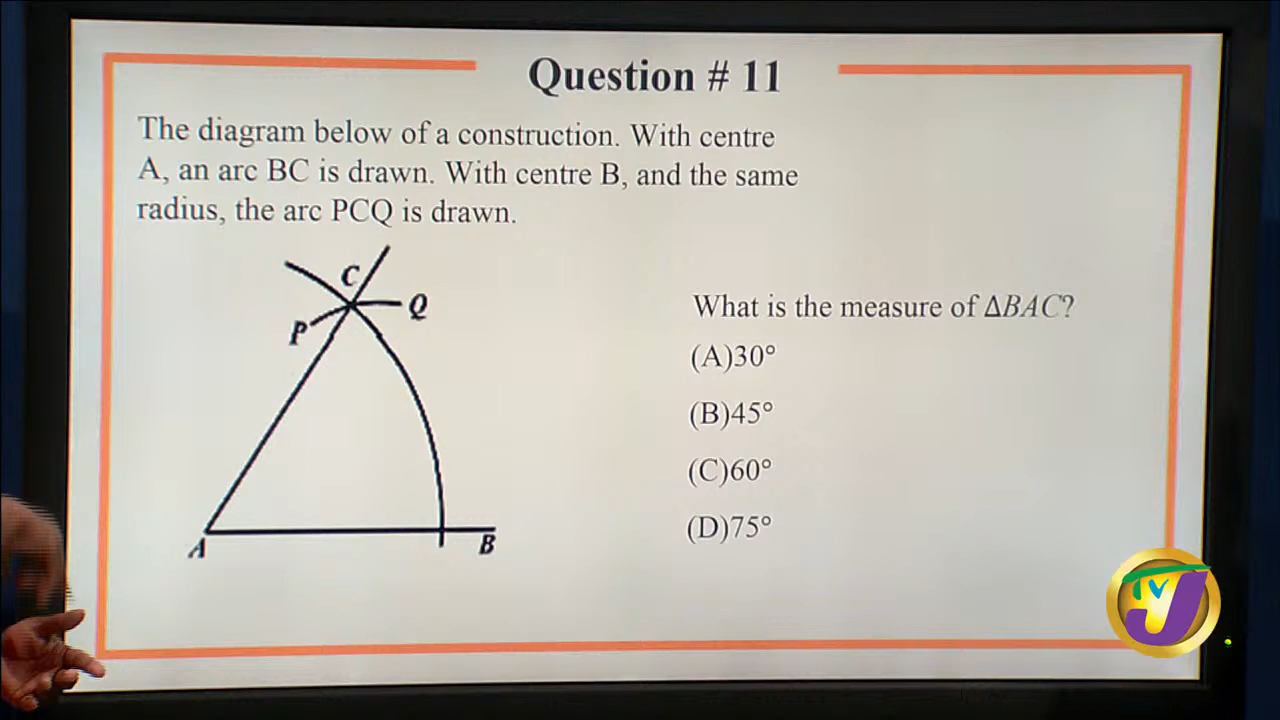 Question # 11
The diagram below of a construction. With centre
A, an arc BC is drawn. With centre B, and the same
radius, the arc PCQ is drawn.
C
Q
P
A
B
What is the measure of ΔBAC?
(A)30°
(B)45°
(C)60°
(D)75°
TVJ